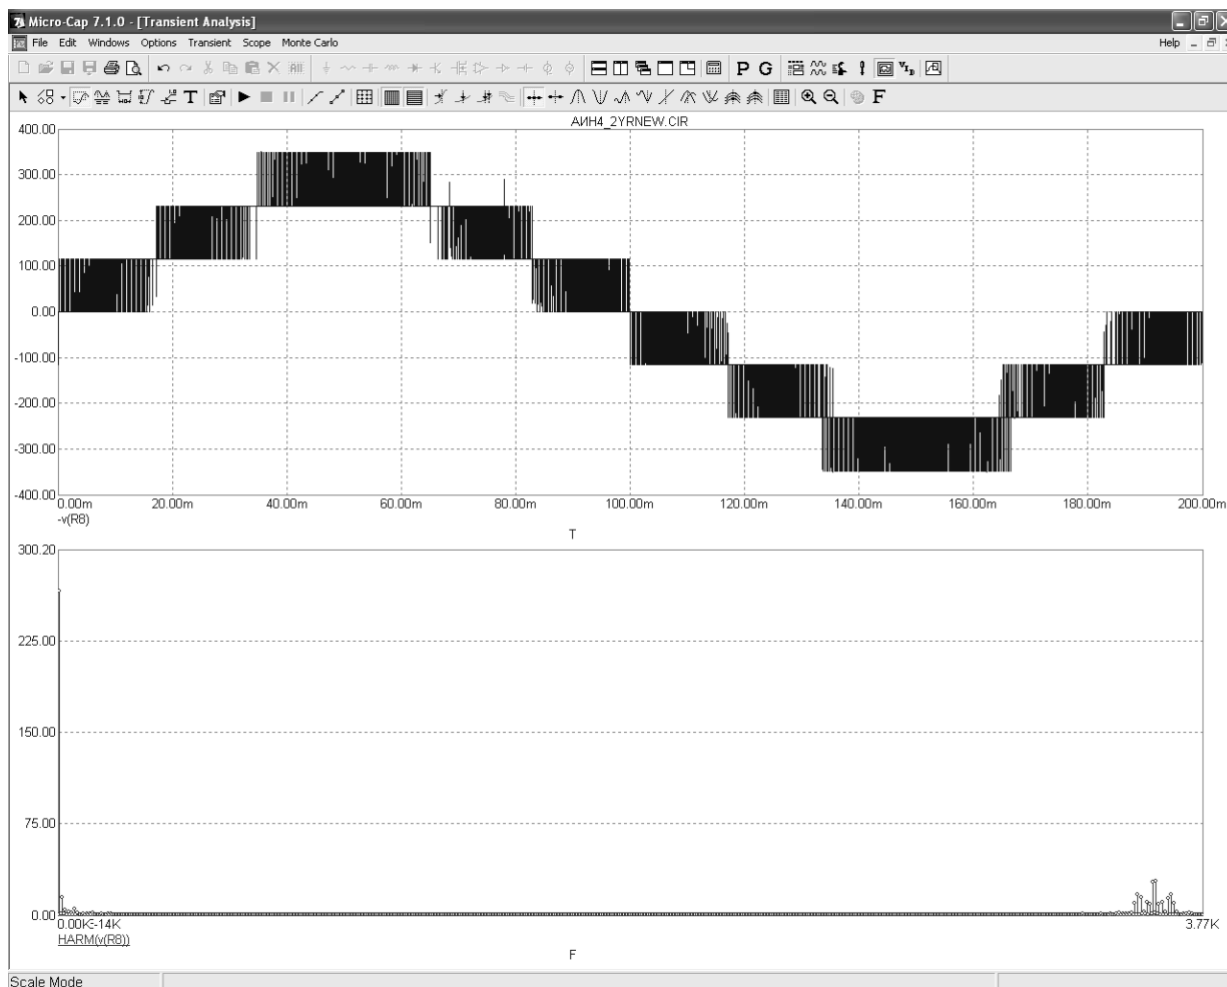 Micro-Cap 7.1.0 - [Transient Analysis]
File Edit Windows Options Transient Scope Monte Carlo Help
P G
T F
АИН4_2YRNEW.CIR
400.00
300.00
200.00
100.00
0.00
-100.00
-200.00
-300.00
-400.00
0.00m 20.00m 40.00m 60.00m 80.00m 100.00m 120.00m 140.00m 160.00m 180.00m 200.00m
-v(R8)
T
300.20
225.00
150.00
75.00
0.00
3.77K
HARM(v(R8))
F
Scale Mode